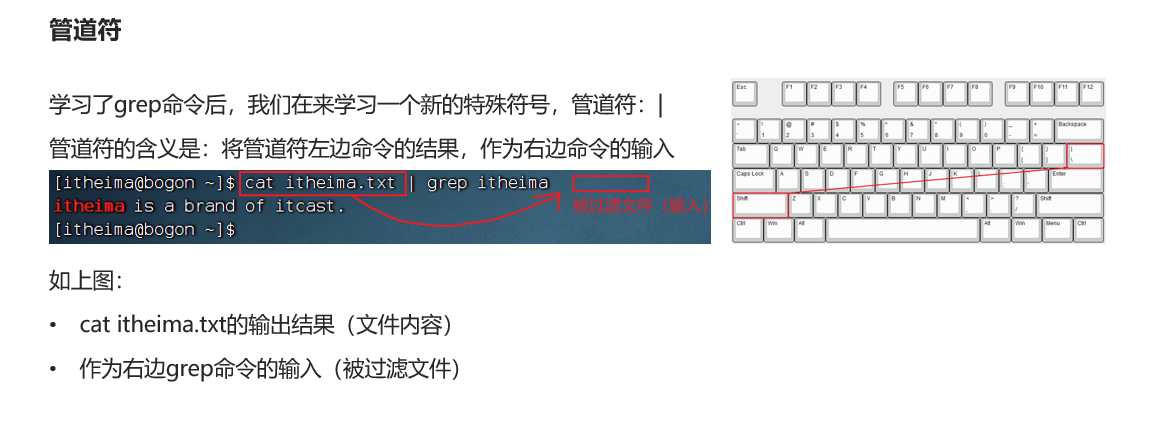 管道符
学习了grep命令后，我们在来学习一个新的特殊符号，管道符：|
管道符的含义是：将管道符左边命令的结果，作为右边命令的输入
[itheima@bogon ~]$ cat itheima.txt | grep itheima
itheima is a brand of itcast.
被过滤文件（输入）
[itheima@bogon ~]$
如上图：
• cat itheima.txt的输出结果（文件内容）
• 作为右边grep命令的输入（被过滤文件）
Esc F1 F2 F3 F4 F5 F6 F7 F8 F9 F10 F11 F12
~ ! @ # $ % ^ & * ( ) _ + Backspace
` 1 2 3 4 5 6 7 8 9 0 - =
Tab Q W E R T Y U I O P { } |
[ ] \
Caps Lock A S D F G H J K L Enter
Shift Z X C V B N M < > ? Shift
, . /
Ctrl Win Alt Alt Win Menu Ctrl